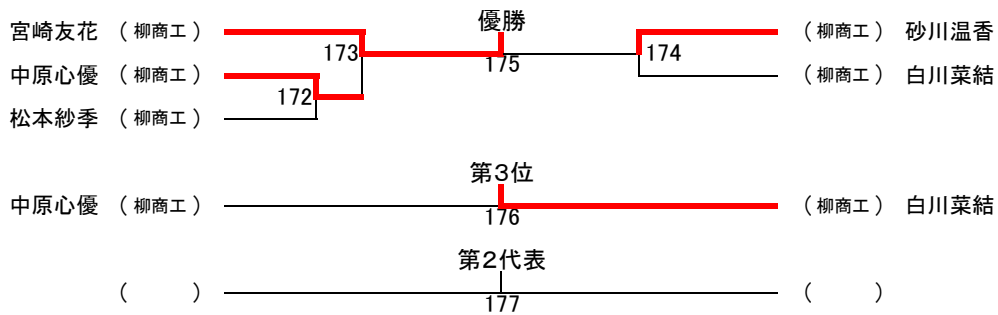 優勝
宮崎友花 （柳商工） （柳商工） 砂川温香
173 174
175
中原心優 （柳商工） （柳商工） 白川菜結
172
松本紗季 （柳商工）
第３位
中原心優 （柳商工） （柳商工） 白川菜結
176
第２代表
（ ） （ ）
177